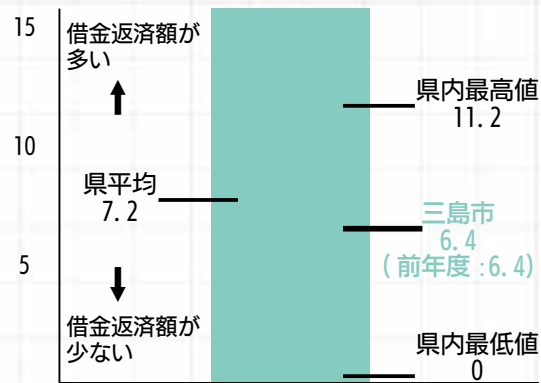 15
借金返済額が
多い
県内最高値
11.2
10
県平均
7.2
三島市
6.4
(前年度:6.4)
5
借金返済額が
少ない
県内最低値
0